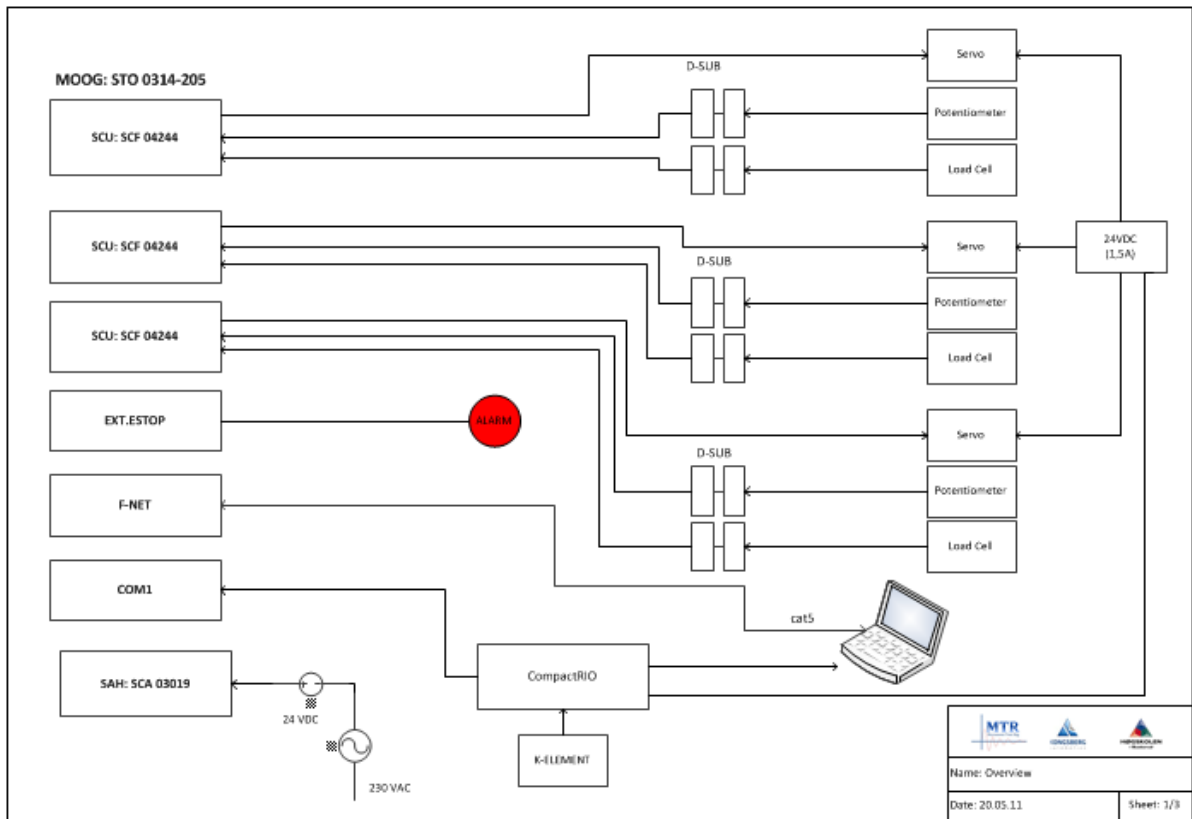 MOOG: STO 0314-205
SCU: SCF 04244
D-SUB
Servo
Potentiometer
Load Cell
SCU: SCF 04244
D-SUB
Servo
Potentiometer
Load Cell
24VDC
(1,5A)
SCU: SCF 04244
EXT.ESTOP
ALARM
D-SUB
Servo
Potentiometer
Load Cell
F-NET
COM1
cat5
SAH: SCA 03019
24 VDC
230 VAC
CompactRIO
K-ELEMENT
MTR
KONGSBERG
HØGSKOLEN
Name: Overview
Date: 20.05.11
Sheet: 1/3